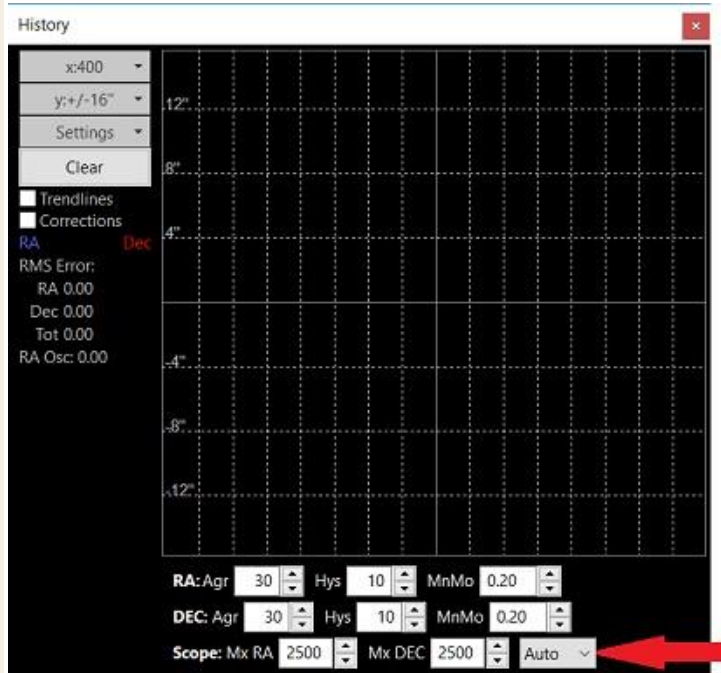 History
x:400
y:+/-16"
Settings
Clear
Trendlines
Corrections
RA Dec
RMS Error:
RA 0.00
Dec 0.00
Tot 0.00
RA Osc: 0.00
12"
8"
4"
-4"
-8"
-12"
RA: Agr 30 Hys 10 MnMo 0.20
DEC: Agr 30 Hys 10 MnMo 0.20
Scope: Mx RA 2500 Mx DEC 2500 Auto